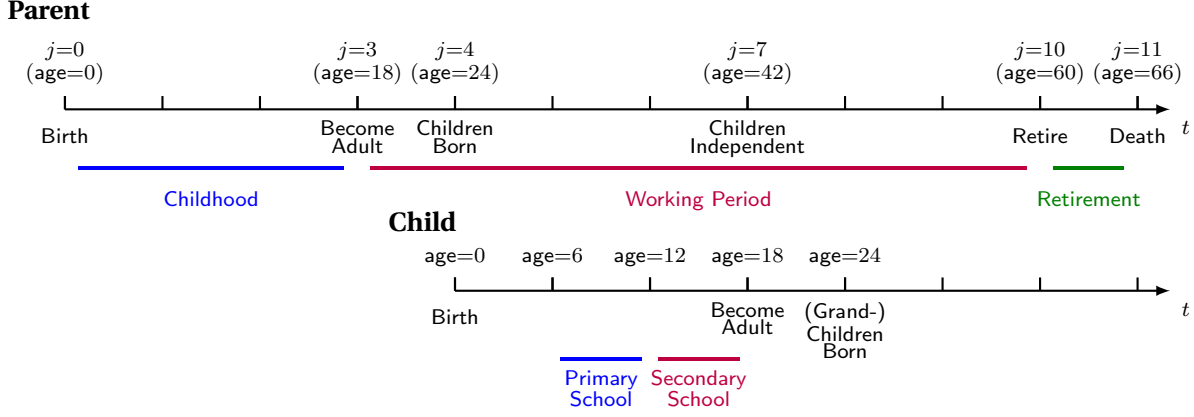 Parent
j=0 j=3 j=4 j=7 j=10 j=11
(age=0) (age=18) (age=24) (age=42) (age=60) (age=66)
t
Birth Become Adult Children Born Children Independent Retire Death
Childhood Working Period Retirement
Child
age=0 age=6 age=12 age=18 age=24
t
Birth Become Adult (Grand-) Children Born
Primary School Secondary School